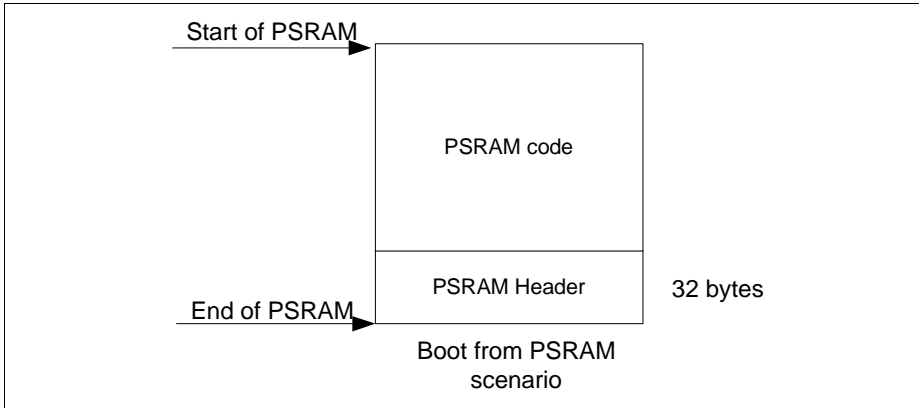 Start of PSRAM
PSRAM code
PSRAM Header
32 bytes
End of PSRAM
Boot from PSRAM
scenario